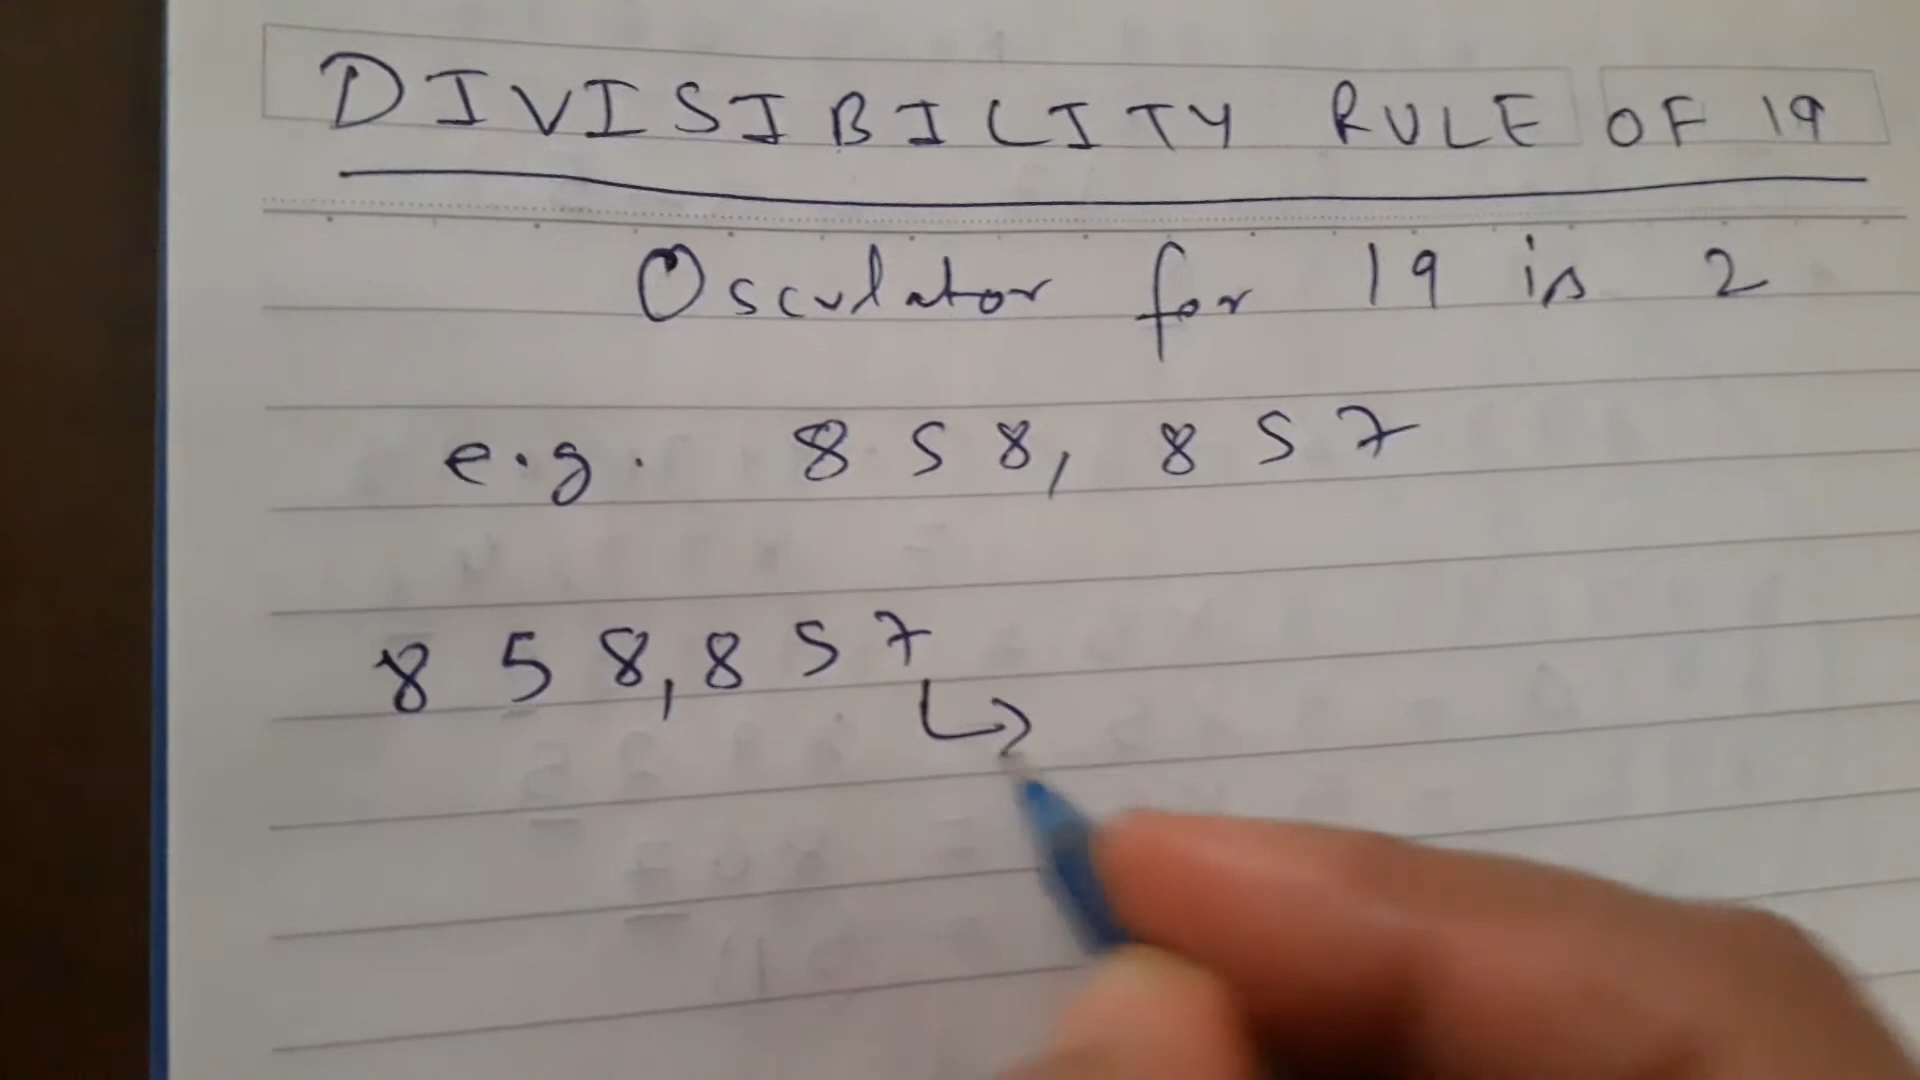 DIVISIBILITY RULE OF 19
Osculator for 19 is 2
e.g. 858,857
858,857